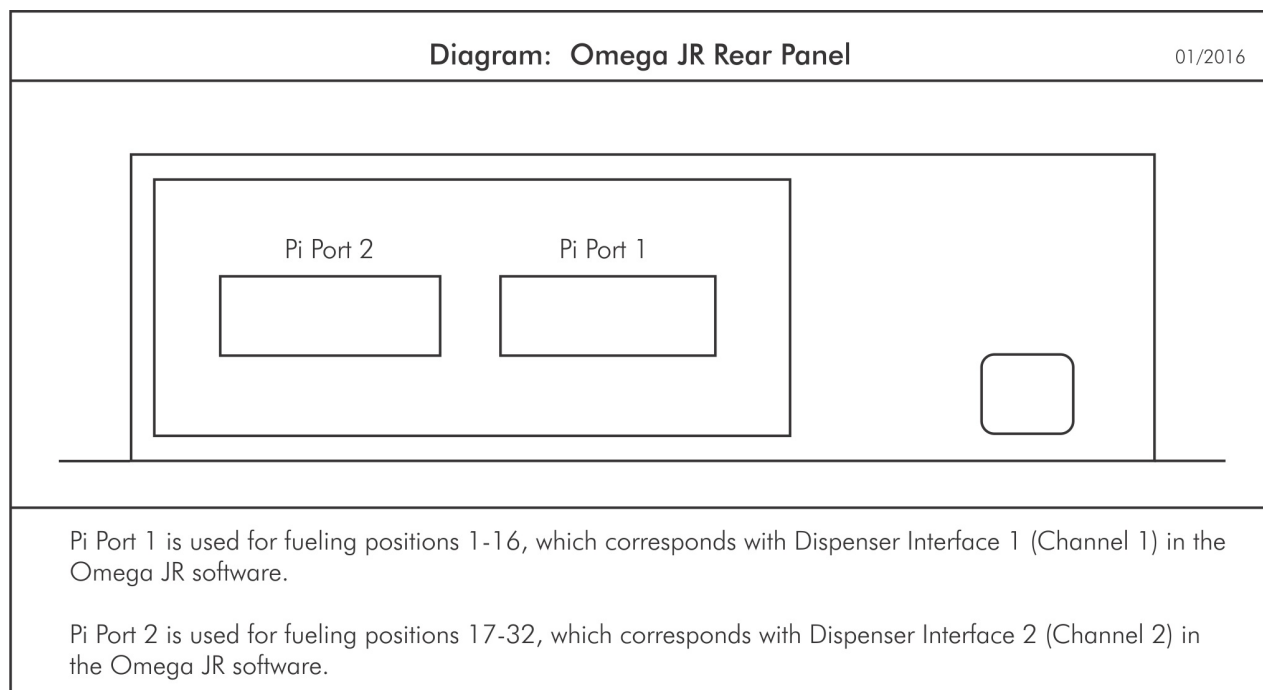 Diagram: Omega JR Rear Panel
01/2016
Pi Port 2
Pi Port 1
Pi Port 1 is used for fueling positions 1-16, which corresponds with Dispenser Interface 1 (Channel 1) in the
Omega JR software.
Pi Port 2 is used for fueling positions 17-32, which corresponds with Dispenser Interface 2 (Channel 2) in
the Omega JR software.